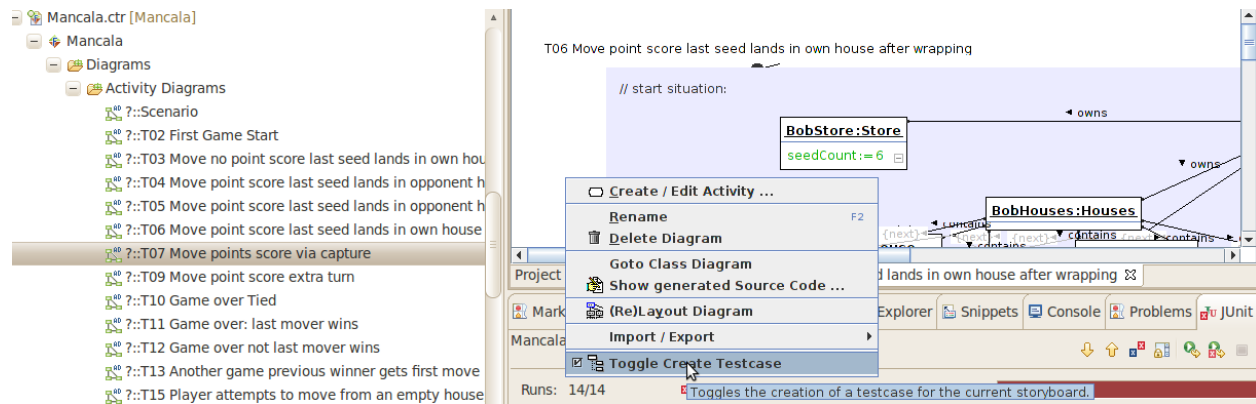 Mancala.ctr [Mancala]
Mancala
Diagrams
Activity Diagrams
?::Scenario
?::T02 First Game Start
?::T03 Move no point score last seed lands in own hou
?::T04 Move point score last seed lands in opponent h
?::T05 Move point score last seed lands in opponent h
?::T06 Move point score last seed lands in own house
?::T07 Move points score via capture
?::T09 Move point score extra turn
?::T10 Game over Tied
?::T11 Game over: last mover wins
?::T12 Game over not last mover wins
?::T13 Another game previous winner gets first move
?::T15 Player attempts to move from an empty house
T06 Move point score last seed lands in own house after wrapping
// start situation:
owns
BobStore:Store
seedCount:=6
owns
BobHouses:Houses
contains
{next} {next} {next} contains {next} contains
contains
Create / Edit Activity ...
Rename F2
Delete Diagram
Goto Class Diagram
Show generated Source Code ...
(Re)Layout Diagram
Import / Export
Toggle Create Testcase
Toggles the creation of a testcase for the current storyboard.
Project
lands in own house after wrapping
Mark
Explorer Snippets Console Problems JUnit
Mancala
Runs: 14/14